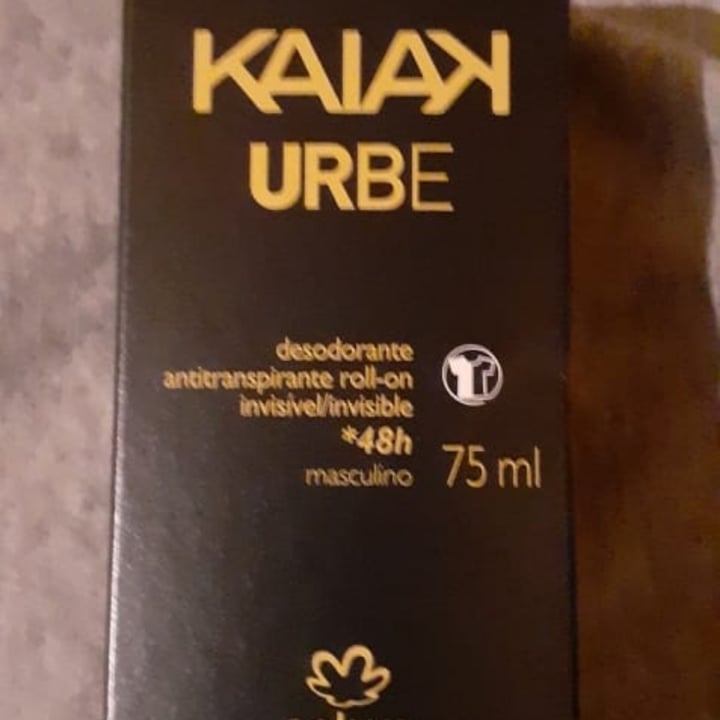 KAIAK
URBE
desodorante
antitranspirante roll-on
invisível/invisible
*48h
masculino
75 ml